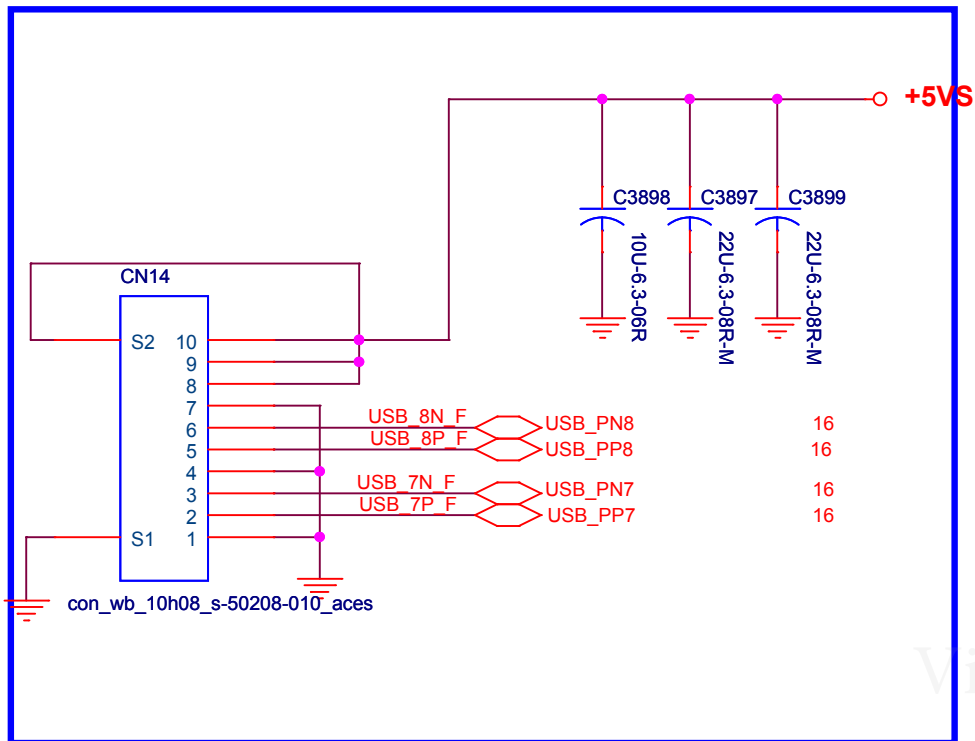 +5VS
C3898 C3897 C3899
10U-6.3-06R
22U-6.3-08R-M
22U-6.3-08R-M
CN14
S2 10
9
8
7
USB_8N_F USB_PN8 16
6
USB_8P_F USB_PP8 16
5
4
USB_7N_F USB_PN7 16
3
USB_7P_F USB_PP7 16
2
S1 1
con_wb_10h08_s-50208-010_aces
Vi